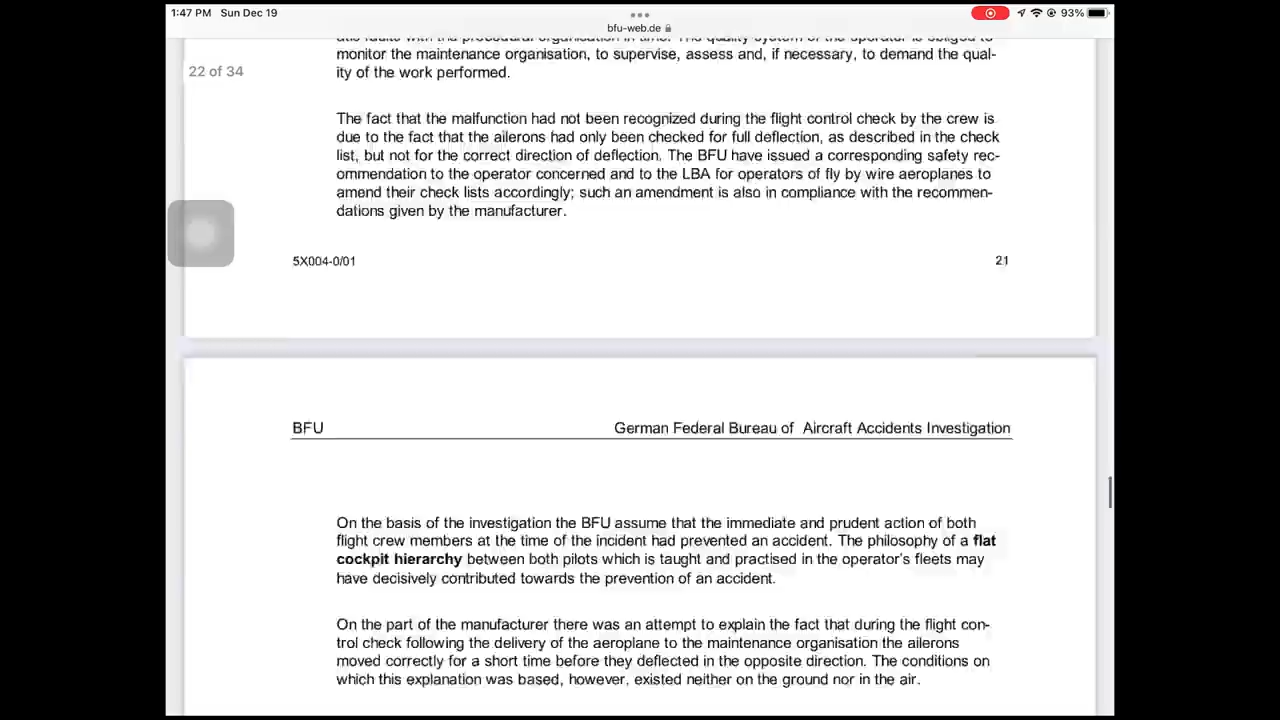 1:47 PM Sun Dec 19
93%
bfu-web.de
22 of 34
monitor the maintenance organisation, to supervise, assess and, if necessary, to demand the qual-
ity of the work performed.
The fact that the malfunction had not been recognized during the flight control check by the crew is
due to the fact that the ailerons had only been checked for full deflection, as described in the check
list, but not for the correct direction of deflection. The BFU have issued a corresponding safety rec-
ommendation to the operator concerned and to the LBA for operators of fly by wire aeroplanes to
amend their check lists accordingly; such an amendment is also in compliance with the recommen-
dations given by the manufacturer.
5X004-0/01 21
BFU German Federal Bureau of Aircraft Accidents Investigation
On the basis of the investigation the BFU assume that the immediate and prudent action of both
flight crew members at the time of the incident had prevented an accident. The philosophy of a flat
cockpit hierarchy between both pilots which is taught and practised in the operator's fleets may
have decisively contributed towards the prevention of an accident.
On the part of the manufacturer there was an attempt to explain the fact that during the flight con-
trol check following the delivery of the aeroplane to the maintenance organisation the ailerons
moved correctly for a short time before they deflected in the opposite direction. The conditions on
which this explanation was based, however, existed neither on the ground nor in the air.